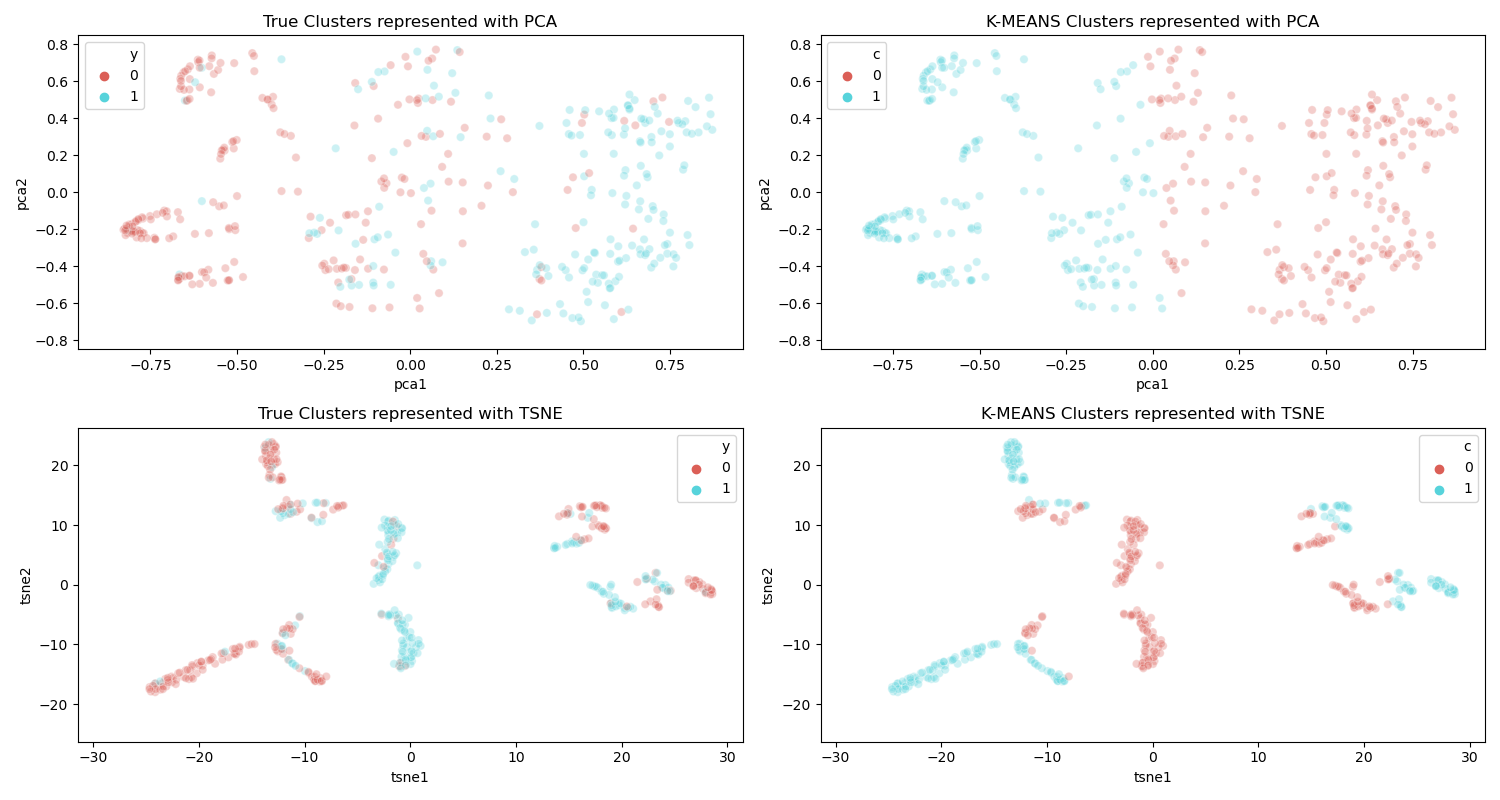 True Clusters represented with PCA
y
0
1
0.8
0.6
0.4
0.2
0.0
−0.2
−0.4
−0.6
−0.8
pca2
−0.75 −0.50 −0.25 0.00 0.25 0.50 0.75
pca1
K-MEANS Clusters represented with PCA
c
0
1
0.8
0.6
0.4
0.2
0.0
−0.2
−0.4
−0.6
−0.8
pca2
−0.75 −0.50 −0.25 0.00 0.25 0.50 0.75
pca1
True Clusters represented with TSNE
y
0
1
20
10
0
−10
−20
tsne2
−30 −20 −10 0 10 20 30
tsne1
K-MEANS Clusters represented with TSNE
c
0
1
20
10
0
−10
−20
tsne2
−30 −20 −10 0 10 20 30
tsne1